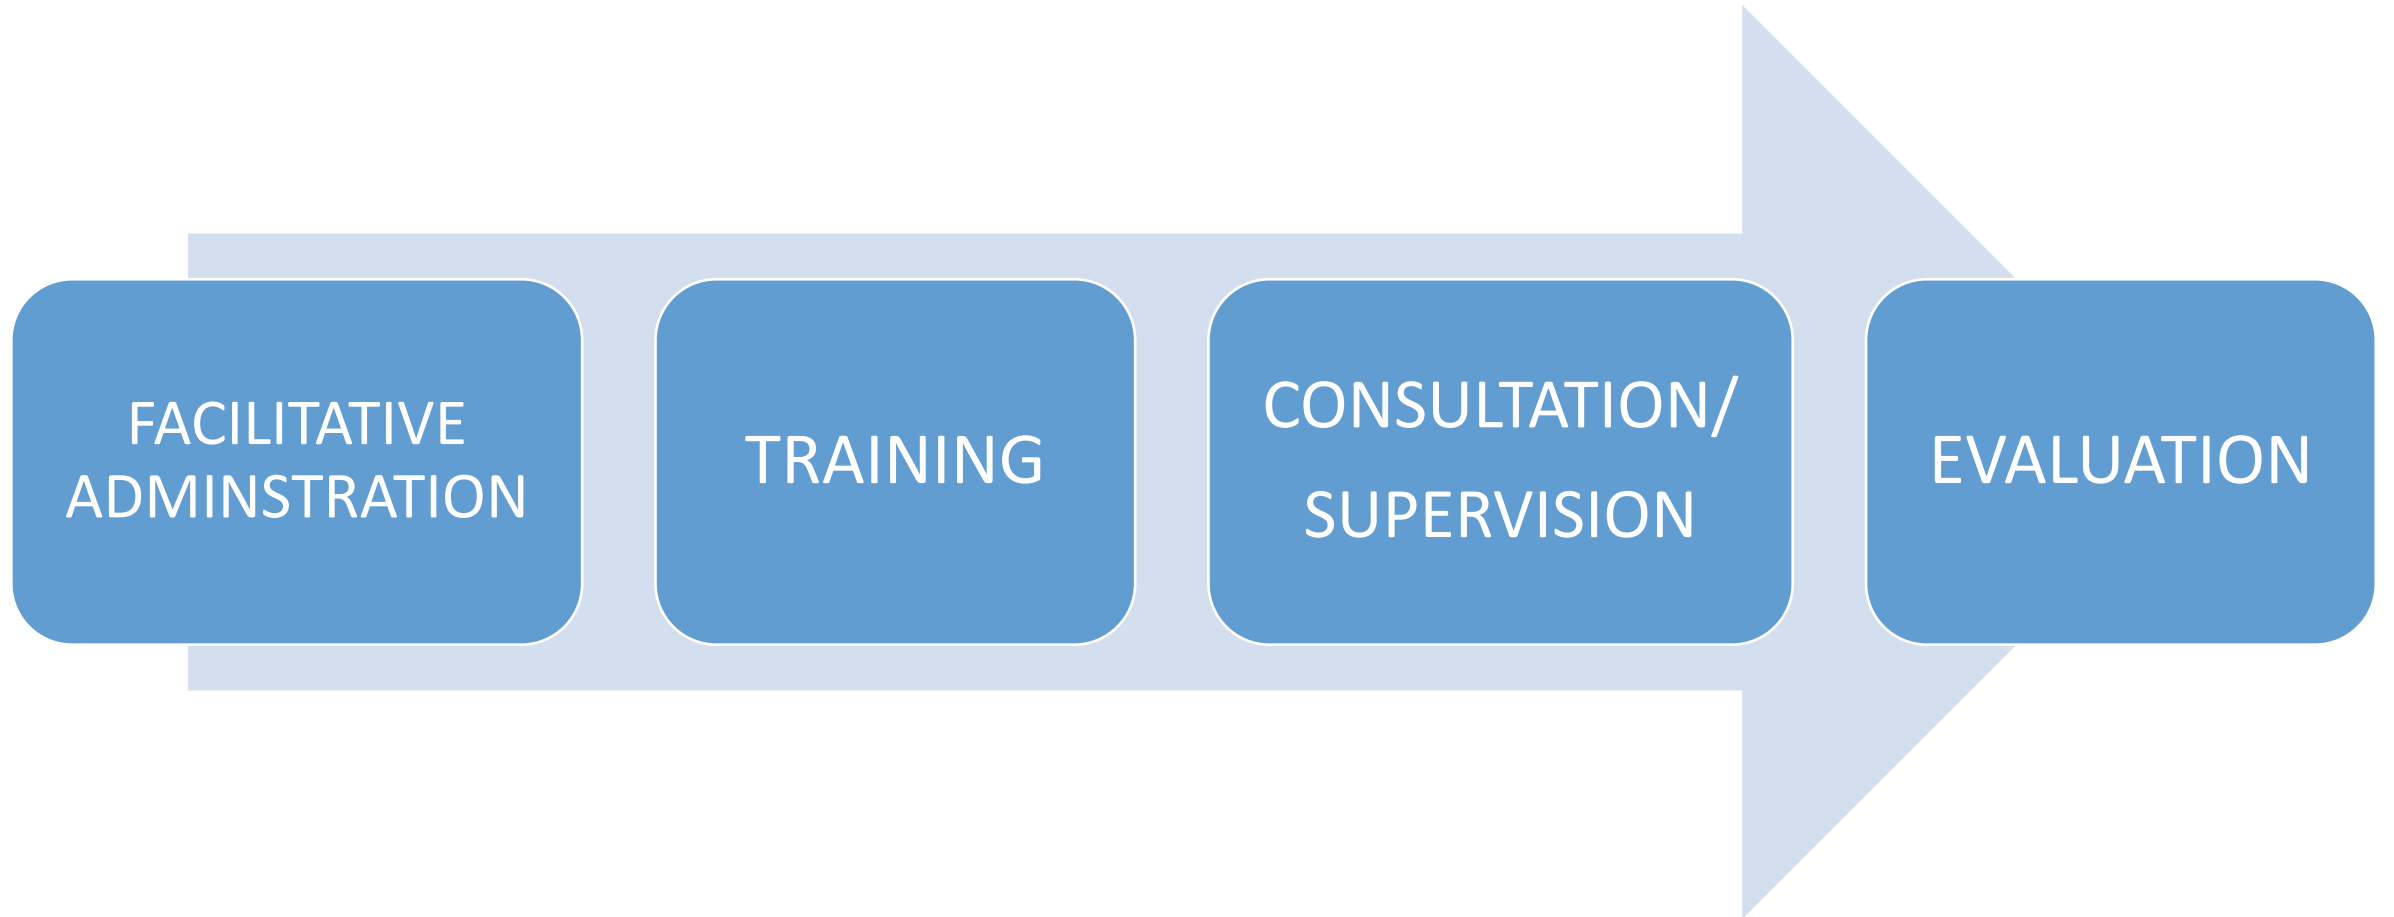 FACILITATIVE
ADMINSTRATION
TRAINING
CONSULTATION/
SUPERVISION
EVALUATION